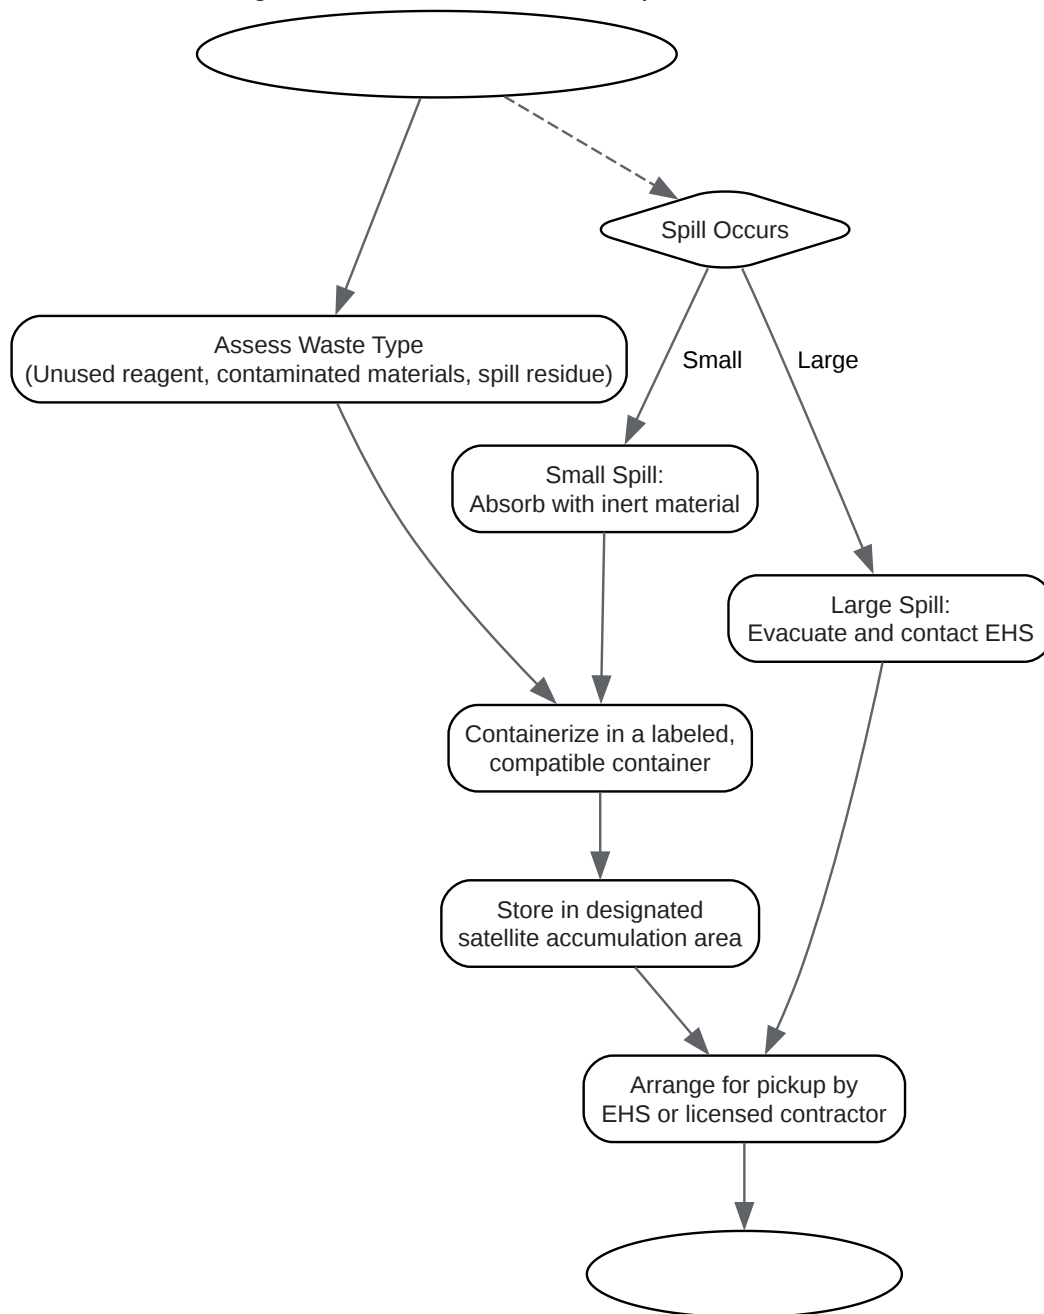 Spill Occurs
Assess Waste Type
(Unused reagent, contaminated materials, spill residue)
Small
Large
Small Spill:
Absorb with inert material
Large Spill:
Evacuate and contact EHS
Containerize in a labeled,
compatible container
Store in designated
satellite accumulation area
Arrange for pickup by
EHS or licensed contractor